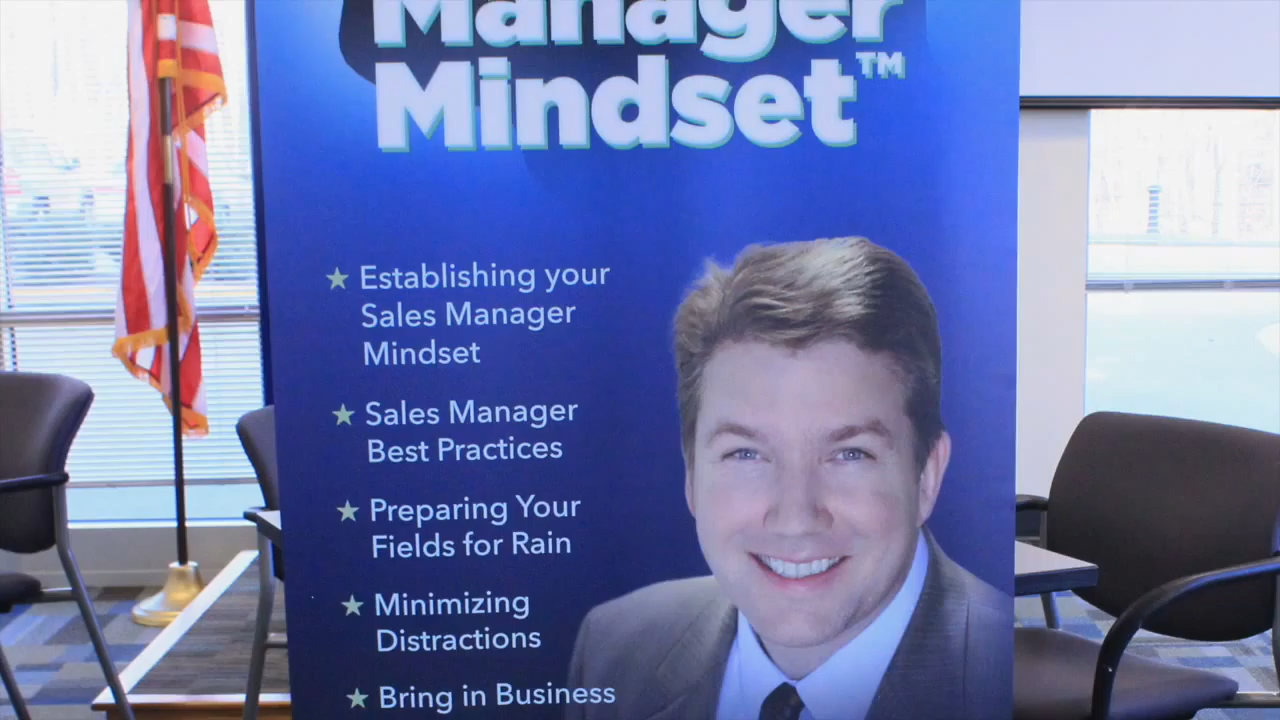 Manager
Mindset™
★ Establishing your
Sales Manager
Mindset
★ Sales Manager
Best Practices
★ Preparing Your
Fields for Rain
★ Minimizing
Distractions
★ Bring in Business